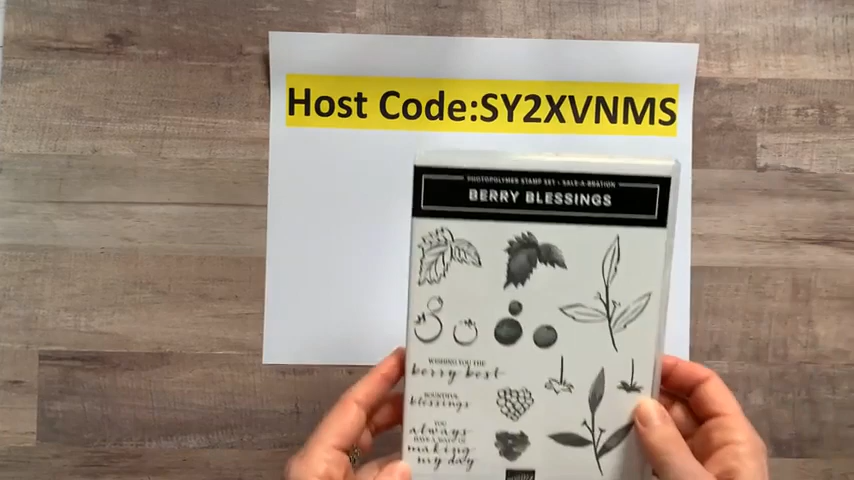 Host Code:SY2XVNMS
PHOTOPOLYMER STAMP SET • SALE-A-BRATION
BERRY BLESSINGS
WISHING YOU THE
berry best
BOUNTIFUL
blessings
YOU
always
HAVE A WAY OF
making
my day